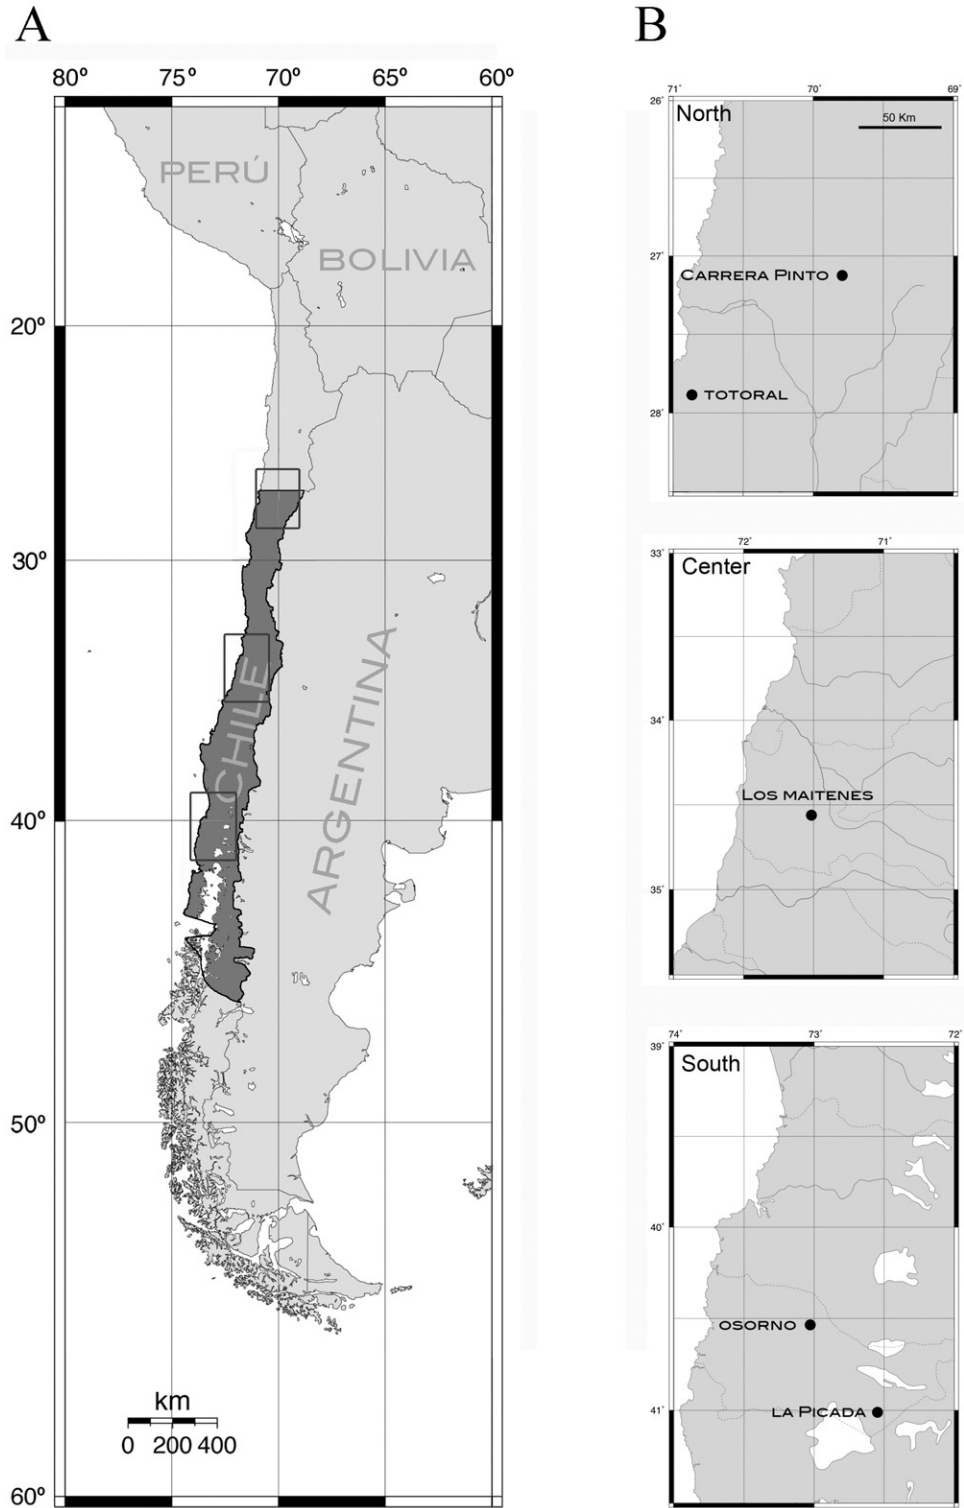 A
80º 75º 70º 65º 60º
PERÚ
BOLIVIA
20º
30º
CHILE
ARGENTINA
40º
50º
km
0 200 400
60º
B
71° 70° 69°
26°
North
50 Km
27°
CARRERA PINTO
TOTORAL
28°
72° 71°
33°
Center
34°
LOS MAITENES
35°
74° 73° 72°
39°
South
40°
OSORNO
41°
LA PICADA